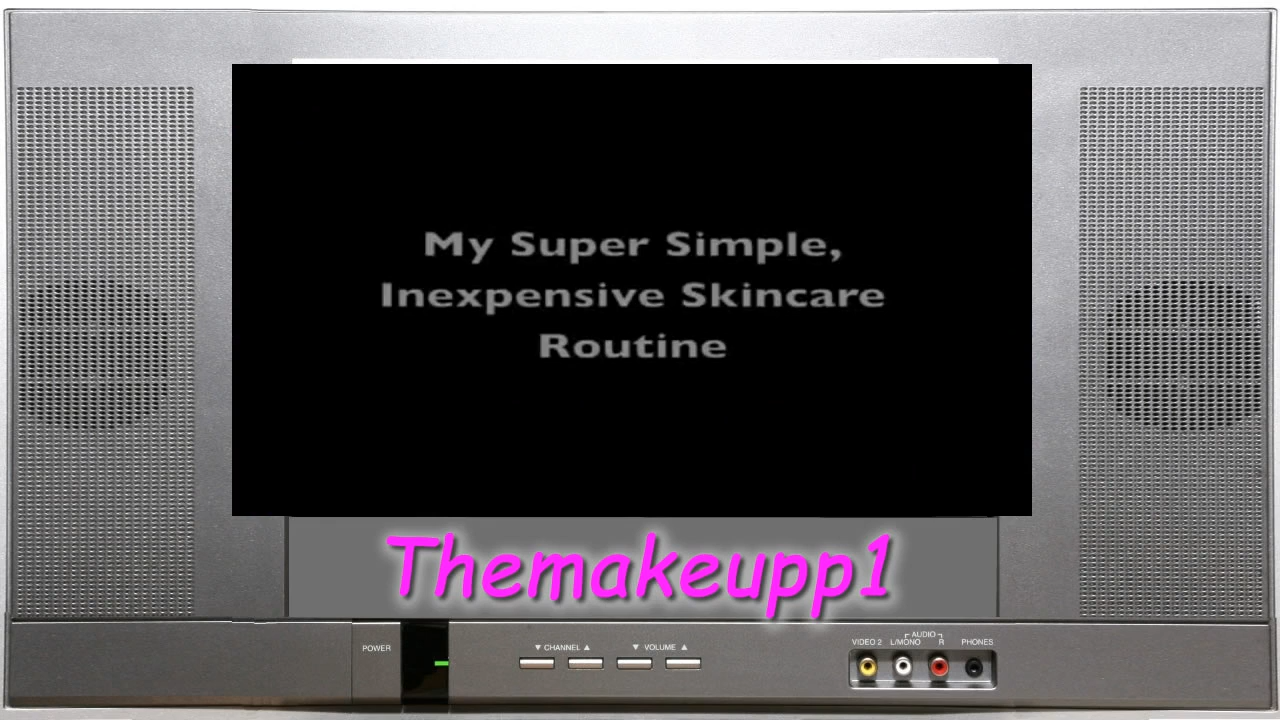 My Super Simple,
Inexpensive Skincare
Routine
Themakeupp1
POWER
▼ CHANNEL ▲
▼ VOLUME ▲
AUDIO
VIDEO 2 L/MONO R PHONES